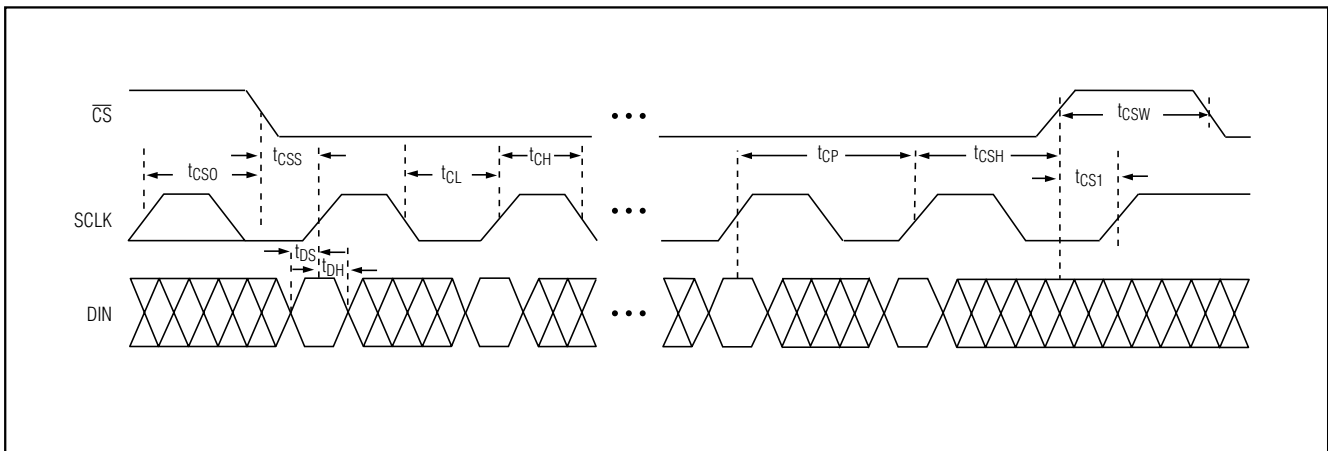 CS
•••
tCSW
tCSS
tCH
tCSO
tCL
tCP
tCSH
tCS1
SCLK
•••
tDS
tDH
DIN
•••